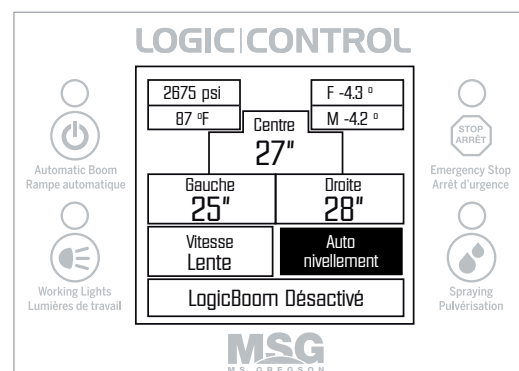 LOGIC|CONTROL
2675 psi
87 °F
F -4.3 °
M -4.2 °
Centre
27"
Gauche
25"
Droite
28"
Vitesse
Lente
Auto
nivellement
LogicBoom Désactivé
Automatic Boom
Rampe automatique
Working Lights
Lumières de travail
STOP
ARRÊT
Emergency Stop
Arrêt d'urgence
Spraying
Pulvérisation
MSG
MS GREGSON